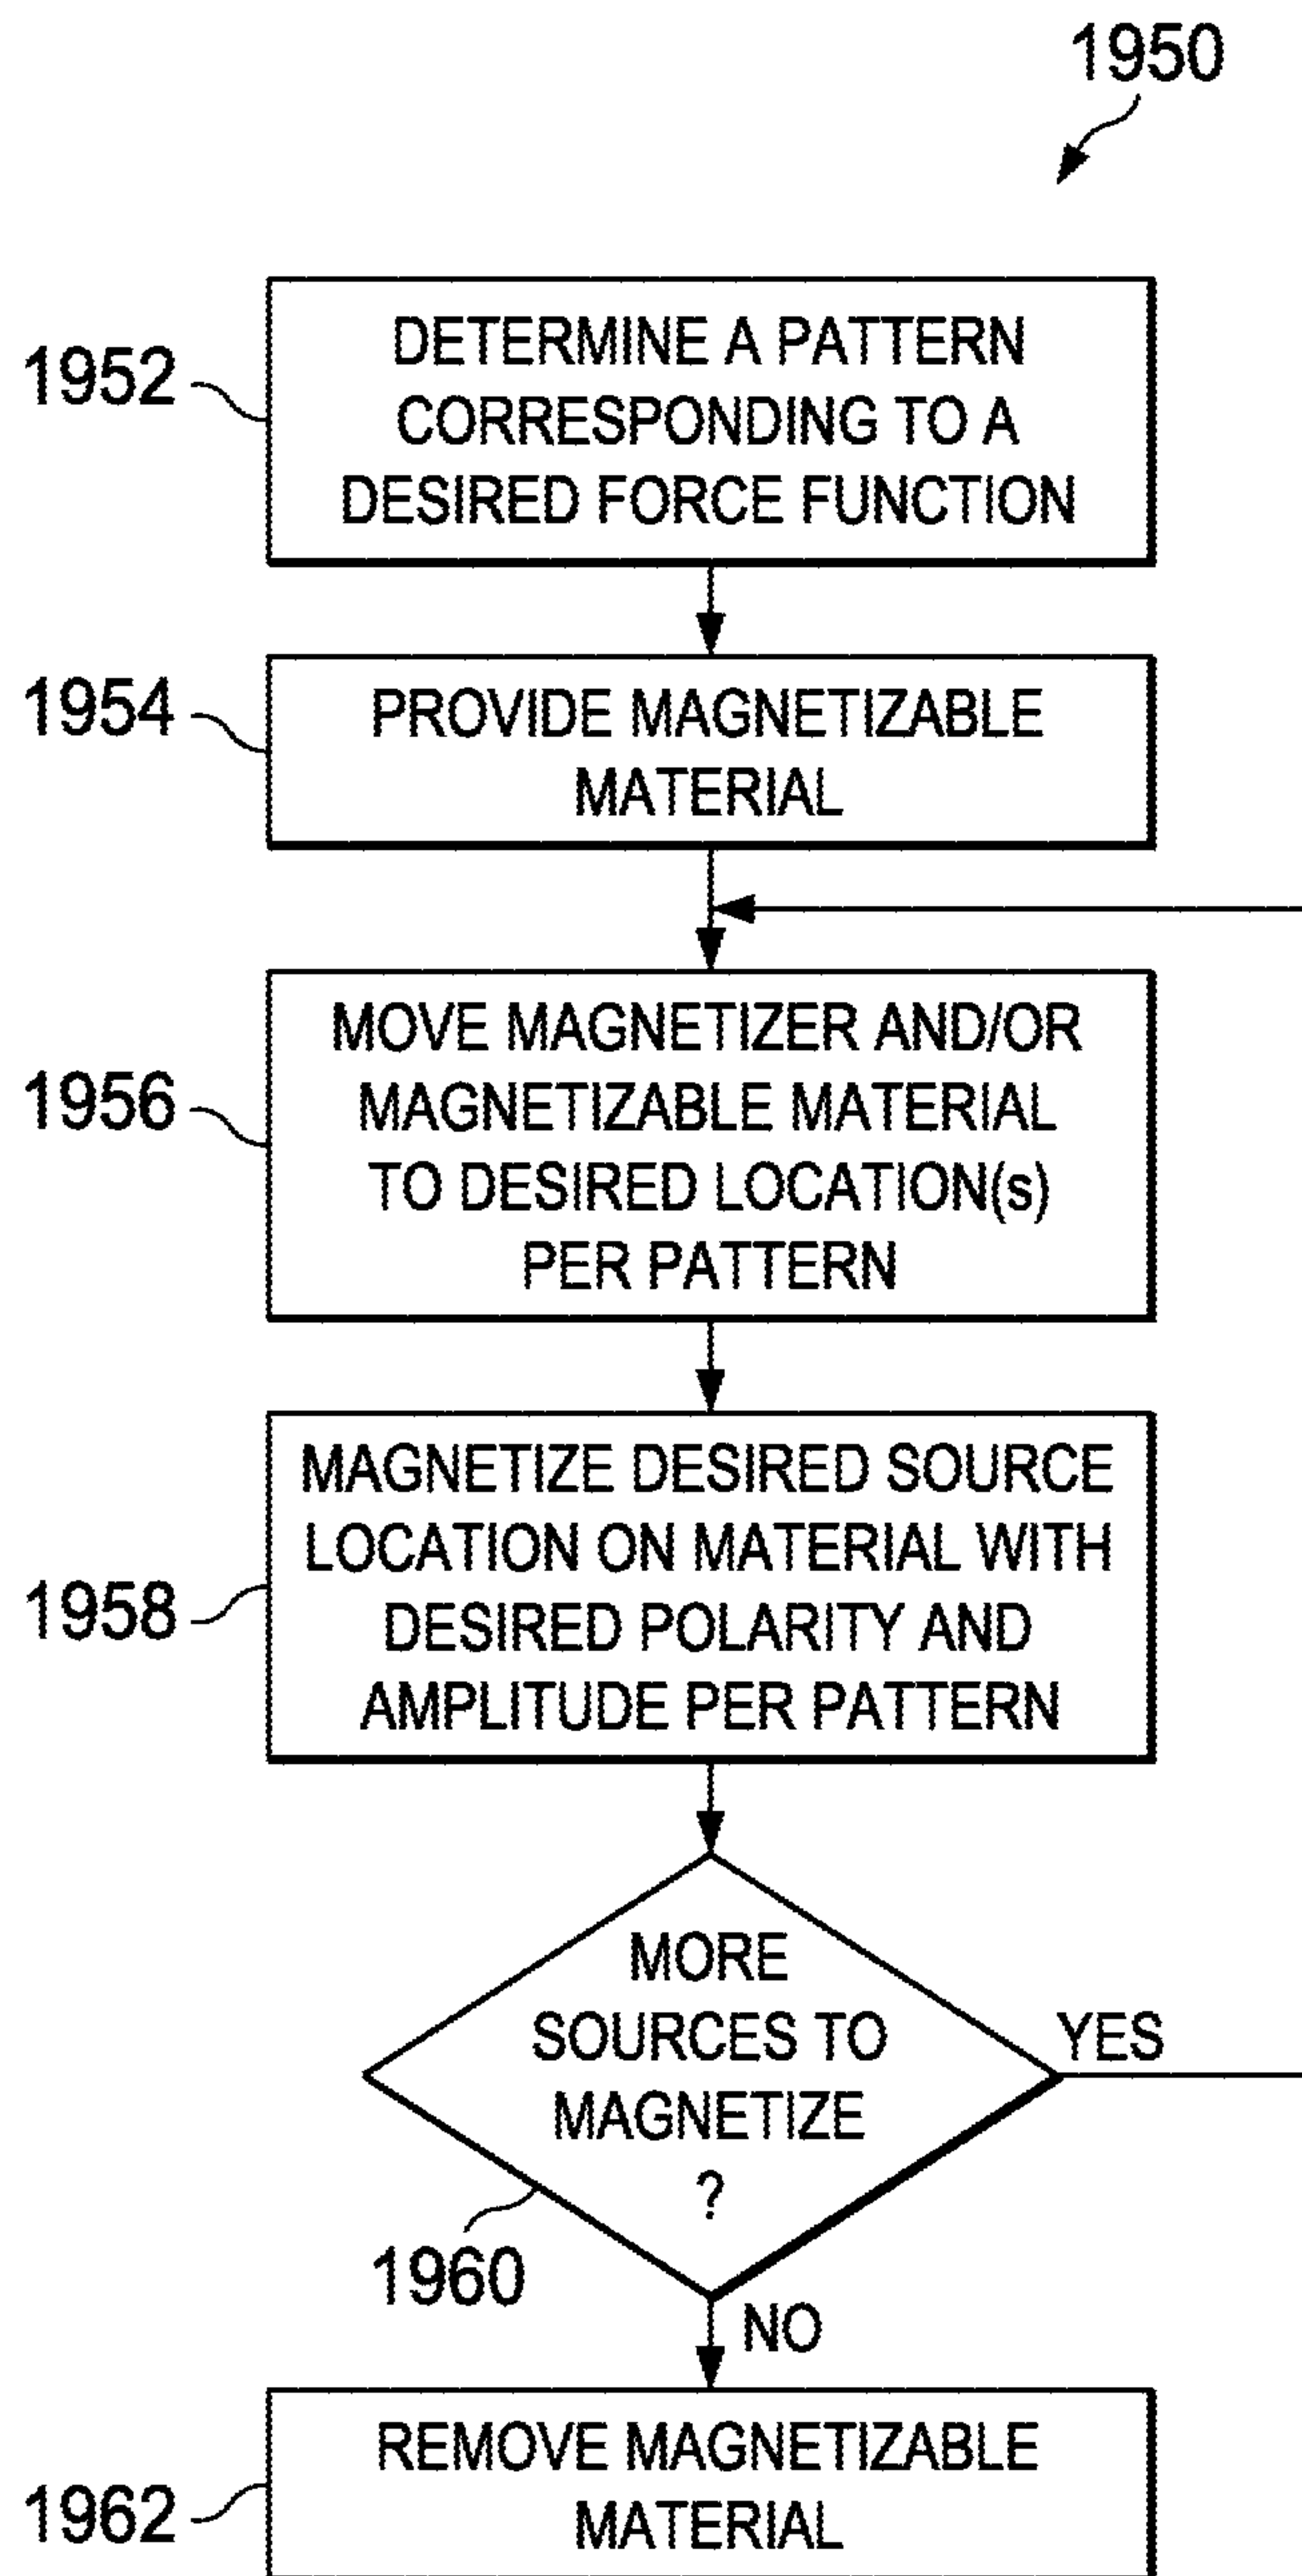 1950
1952
DETERMINE A PATTERN
CORRESPONDING TO A
DESIRED FORCE FUNCTION
1954
PROVIDE MAGNETIZABLE
MATERIAL
1956
MOVE MAGNETIZER AND/OR
MAGNETIZABLE MATERIAL
TO DESIRED LOCATION(s)
PER PATTERN
1958
MAGNETIZE DESIRED SOURCE
LOCATION ON MATERIAL WITH
DESIRED POLARITY AND
AMPLITUDE PER PATTERN
MORE
SOURCES TO
MAGNETIZE
?
YES
1960
NO
1962
REMOVE MAGNETIZABLE
MATERIAL